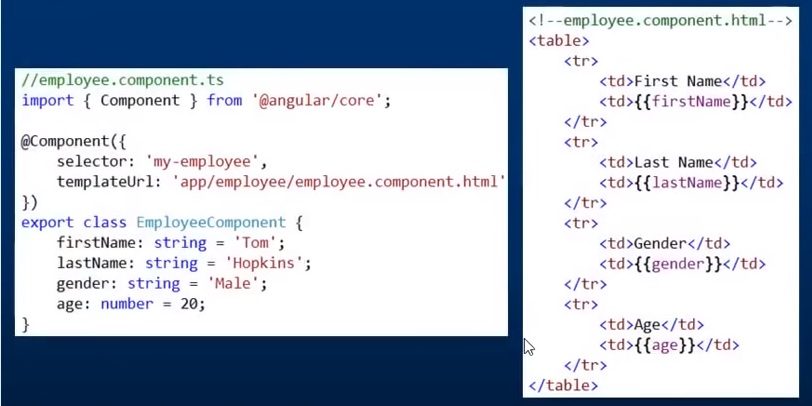 //employee.component.ts
import { Component } from '@angular/core';
@Component({
selector: 'my-employee',
templateUrl: 'app/employee/employee.component.html'
})
export class EmployeeComponent {
firstName: string = 'Tom';
lastName: string = 'Hopkins';
gender: string = 'Male';
age: number = 20;
}
<!--employee.component.html-->
<table>
<tr>
<td>First Name</td>
<td>{{firstName}}</td>
</tr>
<tr>
<td>Last Name</td>
<td>{{lastName}}</td>
</tr>
<tr>
<td>Gender</td>
<td>{{gender}}</td>
</tr>
<tr>
<td>Age</td>
<td>{{age}}</td>
</tr>
</table>